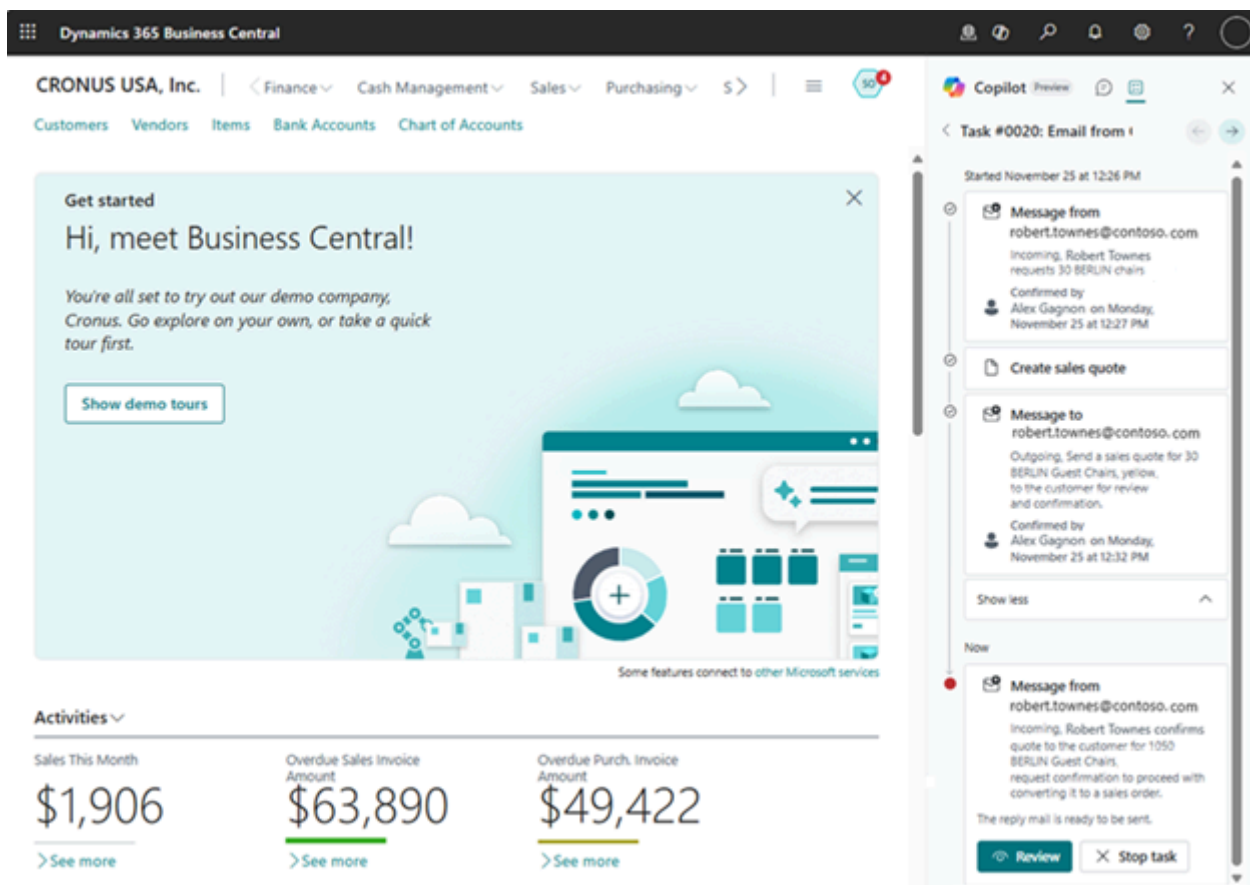 Dynamics 365 Business Central
?
CRONUS USA, Inc.
Finance
Cash Management
Sales
Purchasing
S
SO
4
Customers
Vendors
Items
Bank Accounts
Chart of Accounts
Get started
Hi, meet Business Central!
You're all set to try out our demo company,
Cronus. Go explore on your own, or take a quick
tour first.
Show demo tours
Some features connect to other Microsoft services
Activities
Sales This Month
$1,906
See more
Overdue Sales Invoice
Amount
$63,890
See more
Overdue Purch. Invoice
Amount
$49,422
See more
Copilot Preview
Task #0020: Email from
Started November 25 at 12:26 PM
Message from
robert.townes@contoso.com
Incoming, Robert Townes
requests 30 BERLIN chairs
Confirmed by
Alex Gagnon on Monday,
November 25 at 12:27 PM
Create sales quote
Message to
robert.townes@contoso.com
Outgoing, Send a sales quote for 30
BERLIN Guest Chairs, yellow,
to the customer for review
and confirmation.
Confirmed by
Alex Gagnon on Monday,
November 25 at 12:32 PM
Show less
Now
Message from
robert.townes@contoso.com
Incoming, Robert Townes confirms
quote to the customer for 1050
BERLIN Guest Chairs,
request confirmation to proceed with
converting it to a sales order.
The reply mail is ready to be sent.
Review
Stop task